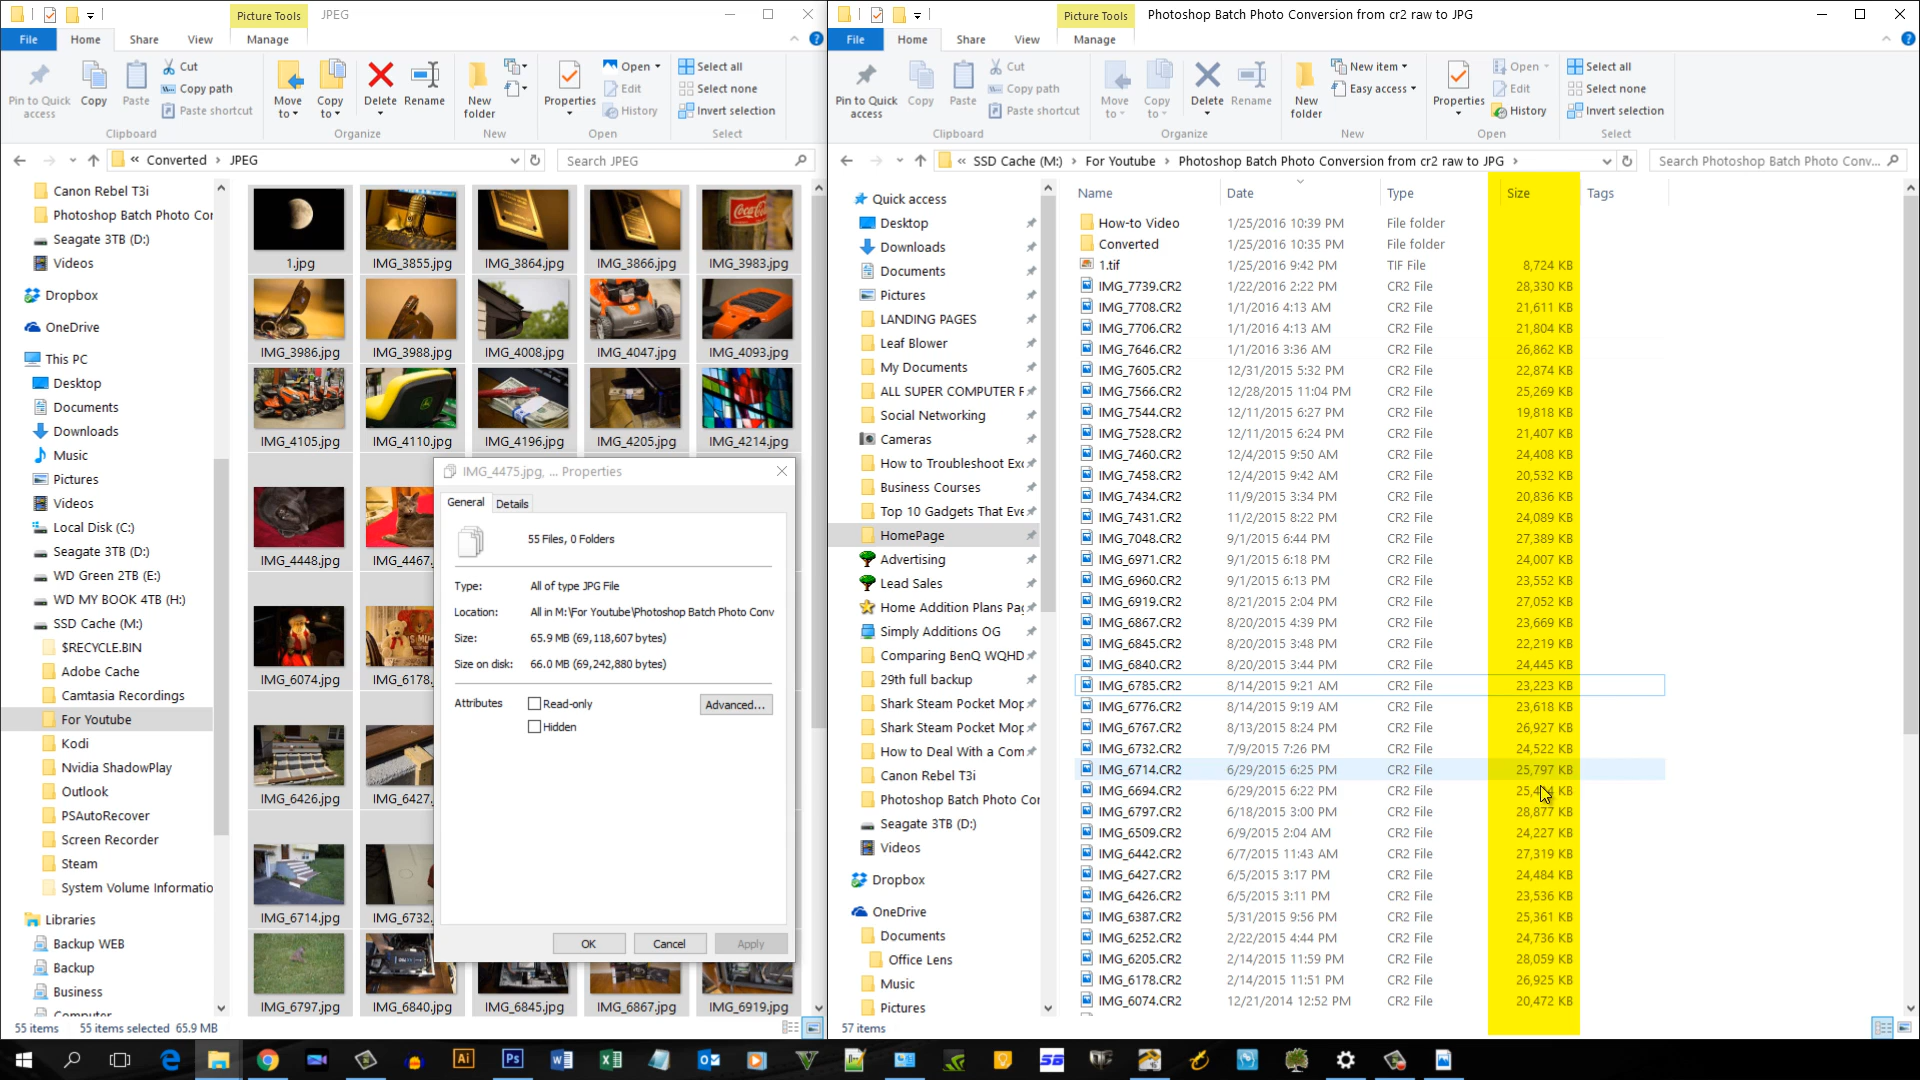 Picture Tools
JPEG
File
Home
Share
View
Manage
Pin to Quick access
Copy
Paste
Cut
Copy path
Paste shortcut
Clipboard
Move to
Copy to
Delete
Rename
Organize
New folder
New
Properties
Open
Edit
History
Open
Select all
Select none
Invert selection
Select
« Converted › JPEG
Search JPEG
Canon Rebel T3i
Photoshop Batch Photo Cor
Seagate 3TB (D:)
Videos
Dropbox
OneDrive
This PC
Desktop
Documents
Downloads
Music
Pictures
Videos
Local Disk (C:)
Seagate 3TB (D:)
WD Green 2TB (E:)
WD MY BOOK 4TB (H:)
SSD Cache (M:)
$RECYCLE.BIN
Adobe Cache
Camtasia Recordings
For Youtube
Kodi
Nvidia ShadowPlay
Outlook
PSAutoRecover
Screen Recorder
Steam
System Volume Informatio
Libraries
Backup WEB
Backup
Business
Computer
1.jpg IMG_3855.jpg IMG_3864.jpg IMG_3866.jpg IMG_3983.jpg
IMG_3986.jpg IMG_3988.jpg IMG_4008.jpg IMG_4047.jpg IMG_4093.jpg
IMG_4105.jpg IMG_4110.jpg IMG_4196.jpg IMG_4205.jpg IMG_4214.jpg
IMG_4448.jpg IMG_4467.
IMG_6074.jpg IMG_6178.
IMG_6426.jpg IMG_6427.
IMG_6714.jpg IMG_6732.
IMG_6797.jpg IMG_6840.jpg IMG_6845.jpg IMG_6867.jpg IMG_6919.jpg
Coca-Cola
IMG_4475.jpg, ... Properties
General
Details
55 Files, 0 Folders
Type: All of type JPG File
Location: All in M:\For Youtube\Photoshop Batch Photo Conv
Size: 65.9 MB (69,118,607 bytes)
Size on disk: 66.0 MB (69,242,880 bytes)
Attributes
Read-only
Advanced...
Hidden
OK
Cancel
Apply
55 items 55 items selected 65.9 MB
Picture Tools
Photoshop Batch Photo Conversion from cr2 raw to JPG
File
Home
Share
View
Manage
Pin to Quick access
Copy
Paste
Cut
Copy path
Paste shortcut
Clipboard
Move to
Copy to
Delete
Rename
Organize
New folder
New item
Easy access
New
Properties
Open
Edit
History
Open
Select all
Select none
Invert selection
Select
« SSD Cache (M:) › For Youtube › Photoshop Batch Photo Conversion from cr2 raw to JPG ›
Search Photoshop Batch Photo Conv...
Quick access
Desktop
Downloads
Documents
Pictures
LANDING PAGES
Leaf Blower
My Documents
ALL SUPER COMPUTER F
Social Networking
Cameras
How to Troubleshoot Exc
Business Courses
Top 10 Gadgets That Eve
HomePage
Advertising
Lead Sales
Home Addition Plans Pac
Simply Additions OG
Comparing BenQ WQHD
29th full backup
Shark Steam Pocket Mop
Shark Steam Pocket Mop
How to Deal With a Com
Canon Rebel T3i
Photoshop Batch Photo Cor
Seagate 3TB (D:)
Videos
Dropbox
OneDrive
Documents
Office Lens
Music
Pictures
Name Date Type Size Tags
How-to Video 1/25/2016 10:39 PM File folder
Converted 1/25/2016 10:35 PM File folder
1.tif 1/25/2016 9:42 PM TIF File 8,724 KB
IMG_7739.CR2 1/22/2016 2:22 PM CR2 File 28,330 KB
IMG_7708.CR2 1/1/2016 4:13 AM CR2 File 21,611 KB
IMG_7706.CR2 1/1/2016 4:13 AM CR2 File 21,804 KB
IMG_7646.CR2 1/1/2016 3:36 AM CR2 File 26,862 KB
IMG_7605.CR2 12/31/2015 5:32 PM CR2 File 22,874 KB
IMG_7566.CR2 12/28/2015 11:04 PM CR2 File 25,269 KB
IMG_7544.CR2 12/11/2015 6:27 PM CR2 File 19,818 KB
IMG_7528.CR2 12/11/2015 6:24 PM CR2 File 21,407 KB
IMG_7460.CR2 12/4/2015 9:50 AM CR2 File 24,408 KB
IMG_7458.CR2 12/4/2015 9:42 AM CR2 File 20,532 KB
IMG_7434.CR2 11/9/2015 3:34 PM CR2 File 20,836 KB
IMG_7431.CR2 11/2/2015 8:22 PM CR2 File 24,089 KB
IMG_7048.CR2 9/1/2015 6:44 PM CR2 File 27,389 KB
IMG_6971.CR2 9/1/2015 6:18 PM CR2 File 24,007 KB
IMG_6960.CR2 9/1/2015 6:13 PM CR2 File 23,552 KB
IMG_6919.CR2 8/21/2015 2:04 PM CR2 File 27,052 KB
IMG_6867.CR2 8/20/2015 4:39 PM CR2 File 23,669 KB
IMG_6845.CR2 8/20/2015 3:48 PM CR2 File 22,219 KB
IMG_6840.CR2 8/20/2015 3:44 PM CR2 File 24,445 KB
IMG_6785.CR2 8/14/2015 9:21 AM CR2 File 23,223 KB
IMG_6776.CR2 8/14/2015 9:19 AM CR2 File 23,618 KB
IMG_6767.CR2 8/13/2015 8:24 PM CR2 File 26,927 KB
IMG_6732.CR2 7/9/2015 7:26 PM CR2 File 24,522 KB
IMG_6714.CR2 6/29/2015 6:25 PM CR2 File 25,797 KB
IMG_6694.CR2 6/29/2015 6:22 PM CR2 File KB
IMG_6797.CR2 6/18/2015 3:00 PM CR2 File 28,877 KB
IMG_6509.CR2 6/9/2015 2:04 AM CR2 File 24,227 KB
IMG_6442.CR2 6/7/2015 11:43 AM CR2 File 27,319 KB
IMG_6427.CR2 6/5/2015 3:17 PM CR2 File 24,484 KB
IMG_6426.CR2 6/5/2015 3:11 PM CR2 File 23,536 KB
IMG_6387.CR2 5/31/2015 9:56 PM CR2 File 25,361 KB
IMG_6252.CR2 2/22/2015 4:44 PM CR2 File 24,736 KB
IMG_6205.CR2 2/14/2015 11:59 PM CR2 File 28,059 KB
IMG_6178.CR2 2/14/2015 11:51 PM CR2 File 26,925 KB
IMG_6074.CR2 12/21/2014 12:52 PM CR2 File 20,472 KB
57 items
Ai
Ps